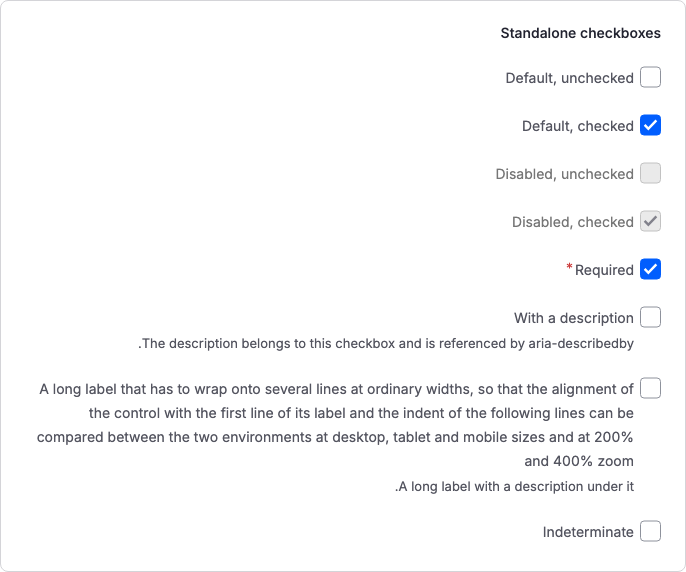 Standalone checkboxes
Default, unchecked
Default, checked
Disabled, unchecked
Disabled, checked
*Required
With a description
.The description belongs to this checkbox and is referenced by aria-describedby
A long label that has to wrap onto several lines at ordinary widths, so that the alignment of
the control with the first line of its label and the indent of the following lines can be
compared between the two environments at desktop, tablet and mobile sizes and at 200%
and 400% zoom
.A long label with a description under it
Indeterminate